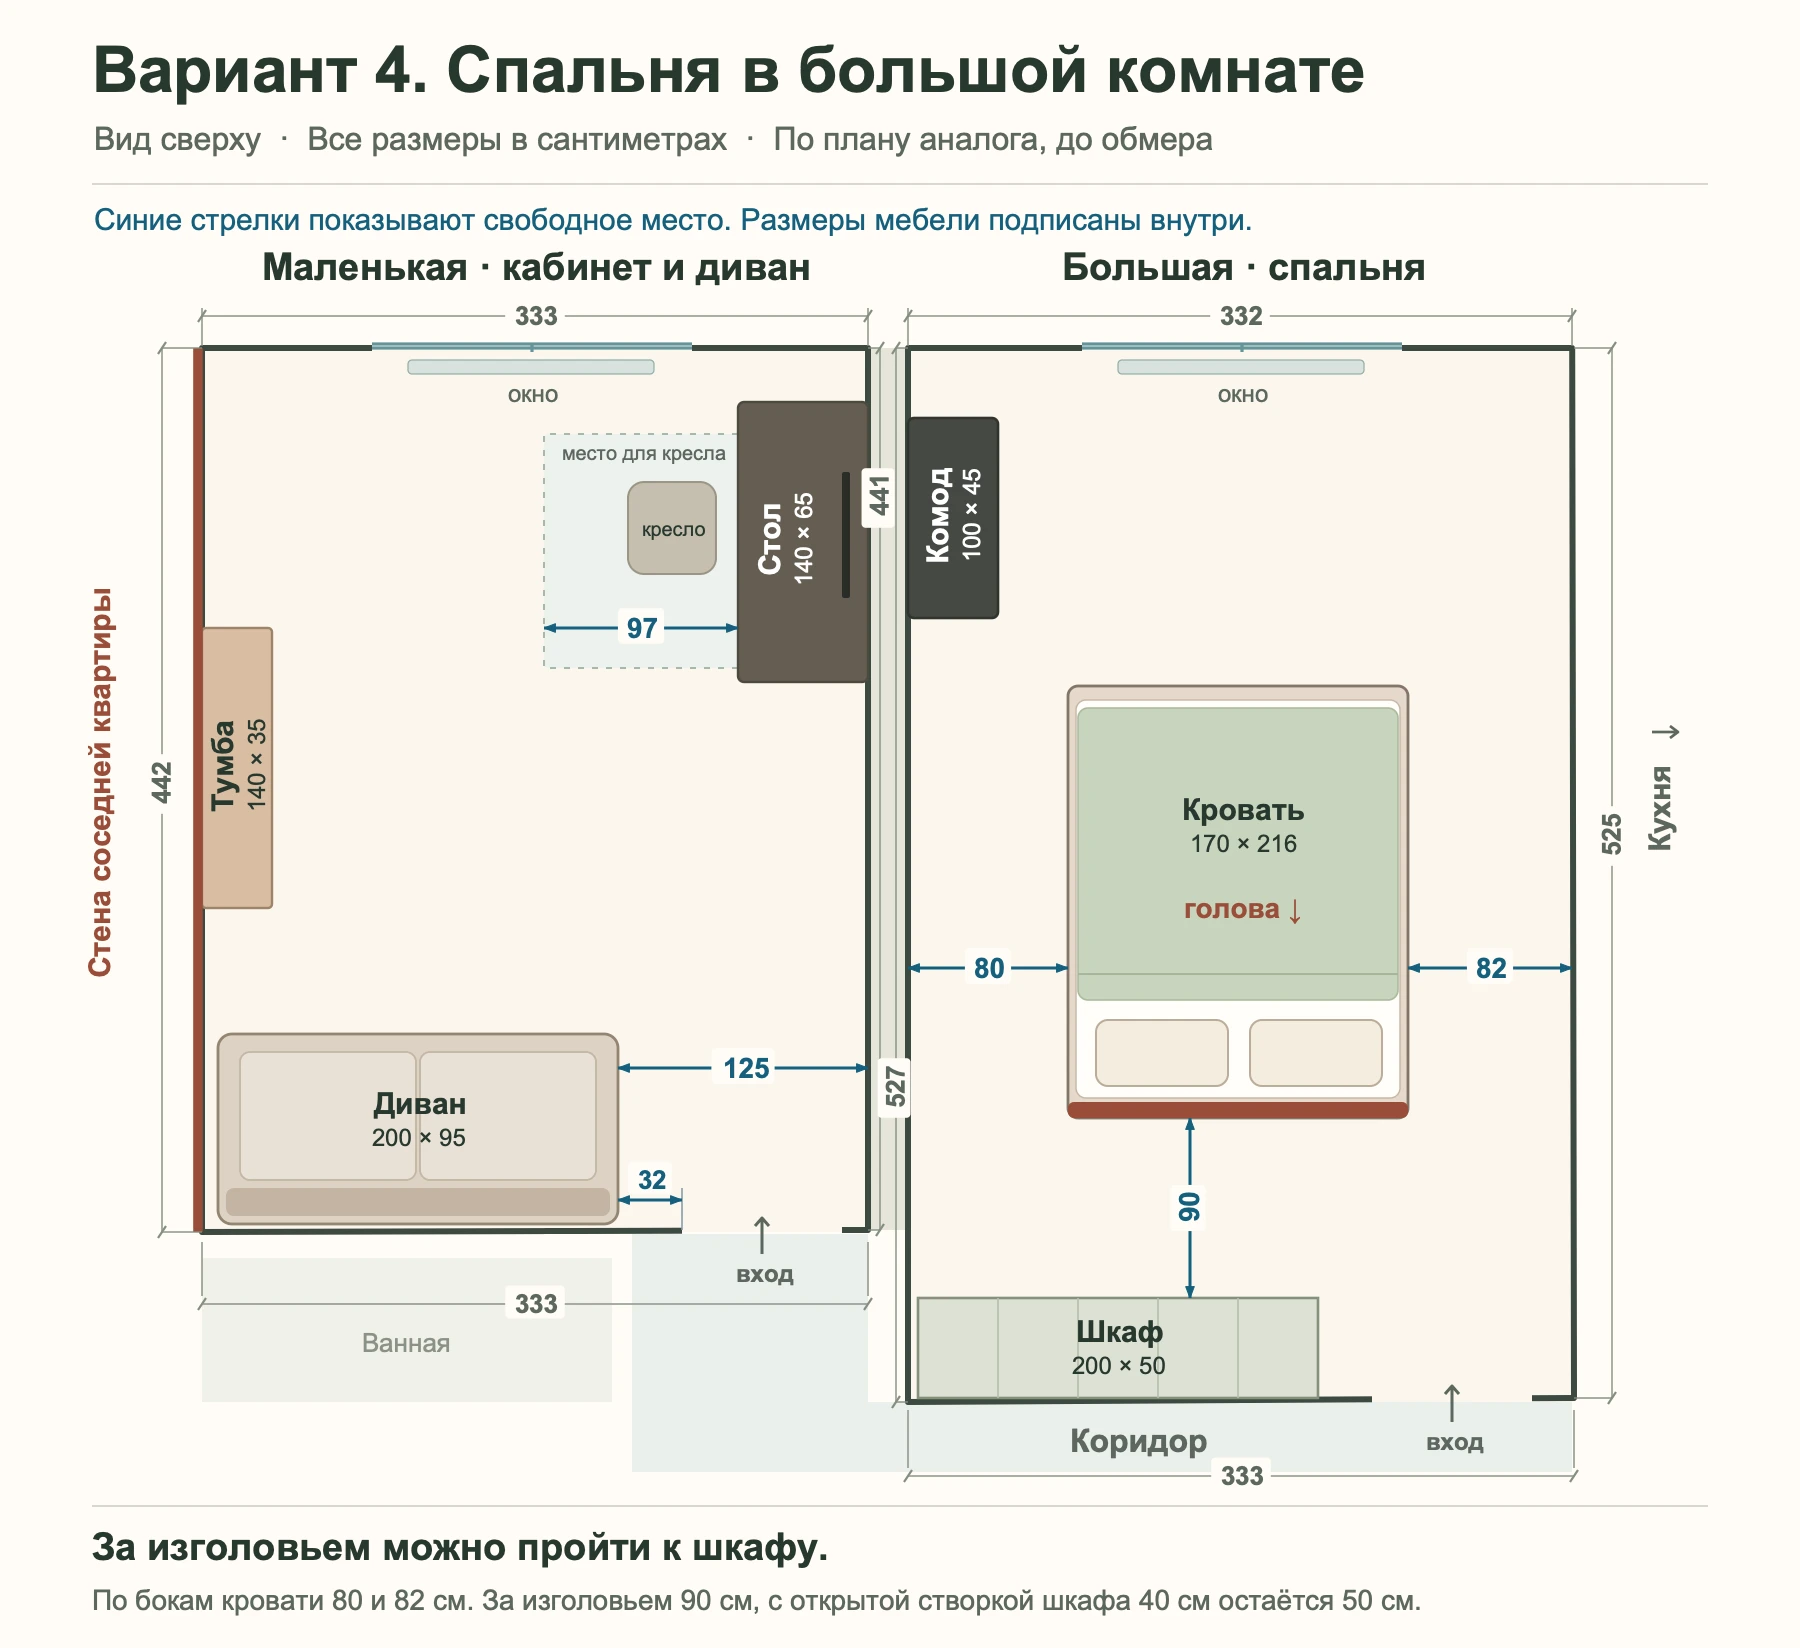 Вариант 4. Спальня в большой комнате
Вид сверху · Все размеры в сантиметрах · По плану аналога, до обмера
Синие стрелки показывают свободное место. Размеры мебели подписаны внутри.
Маленькая · кабинет и диван
Большая · спальня
333
332
окно
окно
место для кресла
кресло
Стол
140 × 65
441
Комод
100 × 45
97
Стена соседней квартиры
442
Тумба
140 × 35
Кровать
170 × 216
голова ↓
80
82
525
Кухня →
Диван
200 × 95
125
32
527
90
вход
333
Ванная
Шкаф
200 × 50
Коридор
вход
333
За изголовьем можно пройти к шкафу.
По бокам кровати 80 и 82 см. За изголовьем 90 см, с открытой створкой шкафа 40 см остаётся 50 см.